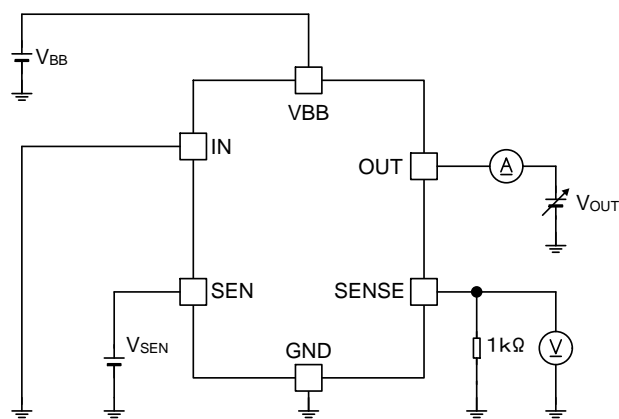 VBB
VBB
IN
OUT
A
VOUT
SEN
SENSE
VSEN
GND
1kΩ
V